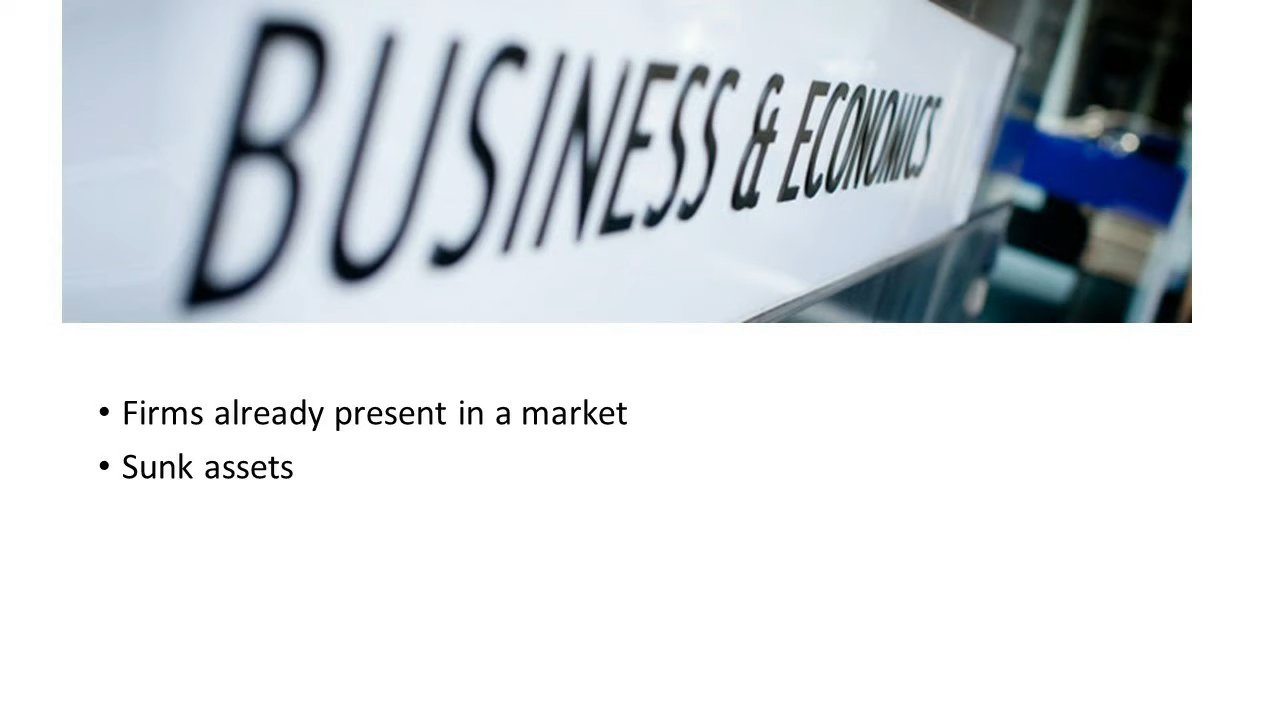 BUSINESS & ECONOMICS
• Firms already present in a market
• Sunk assets